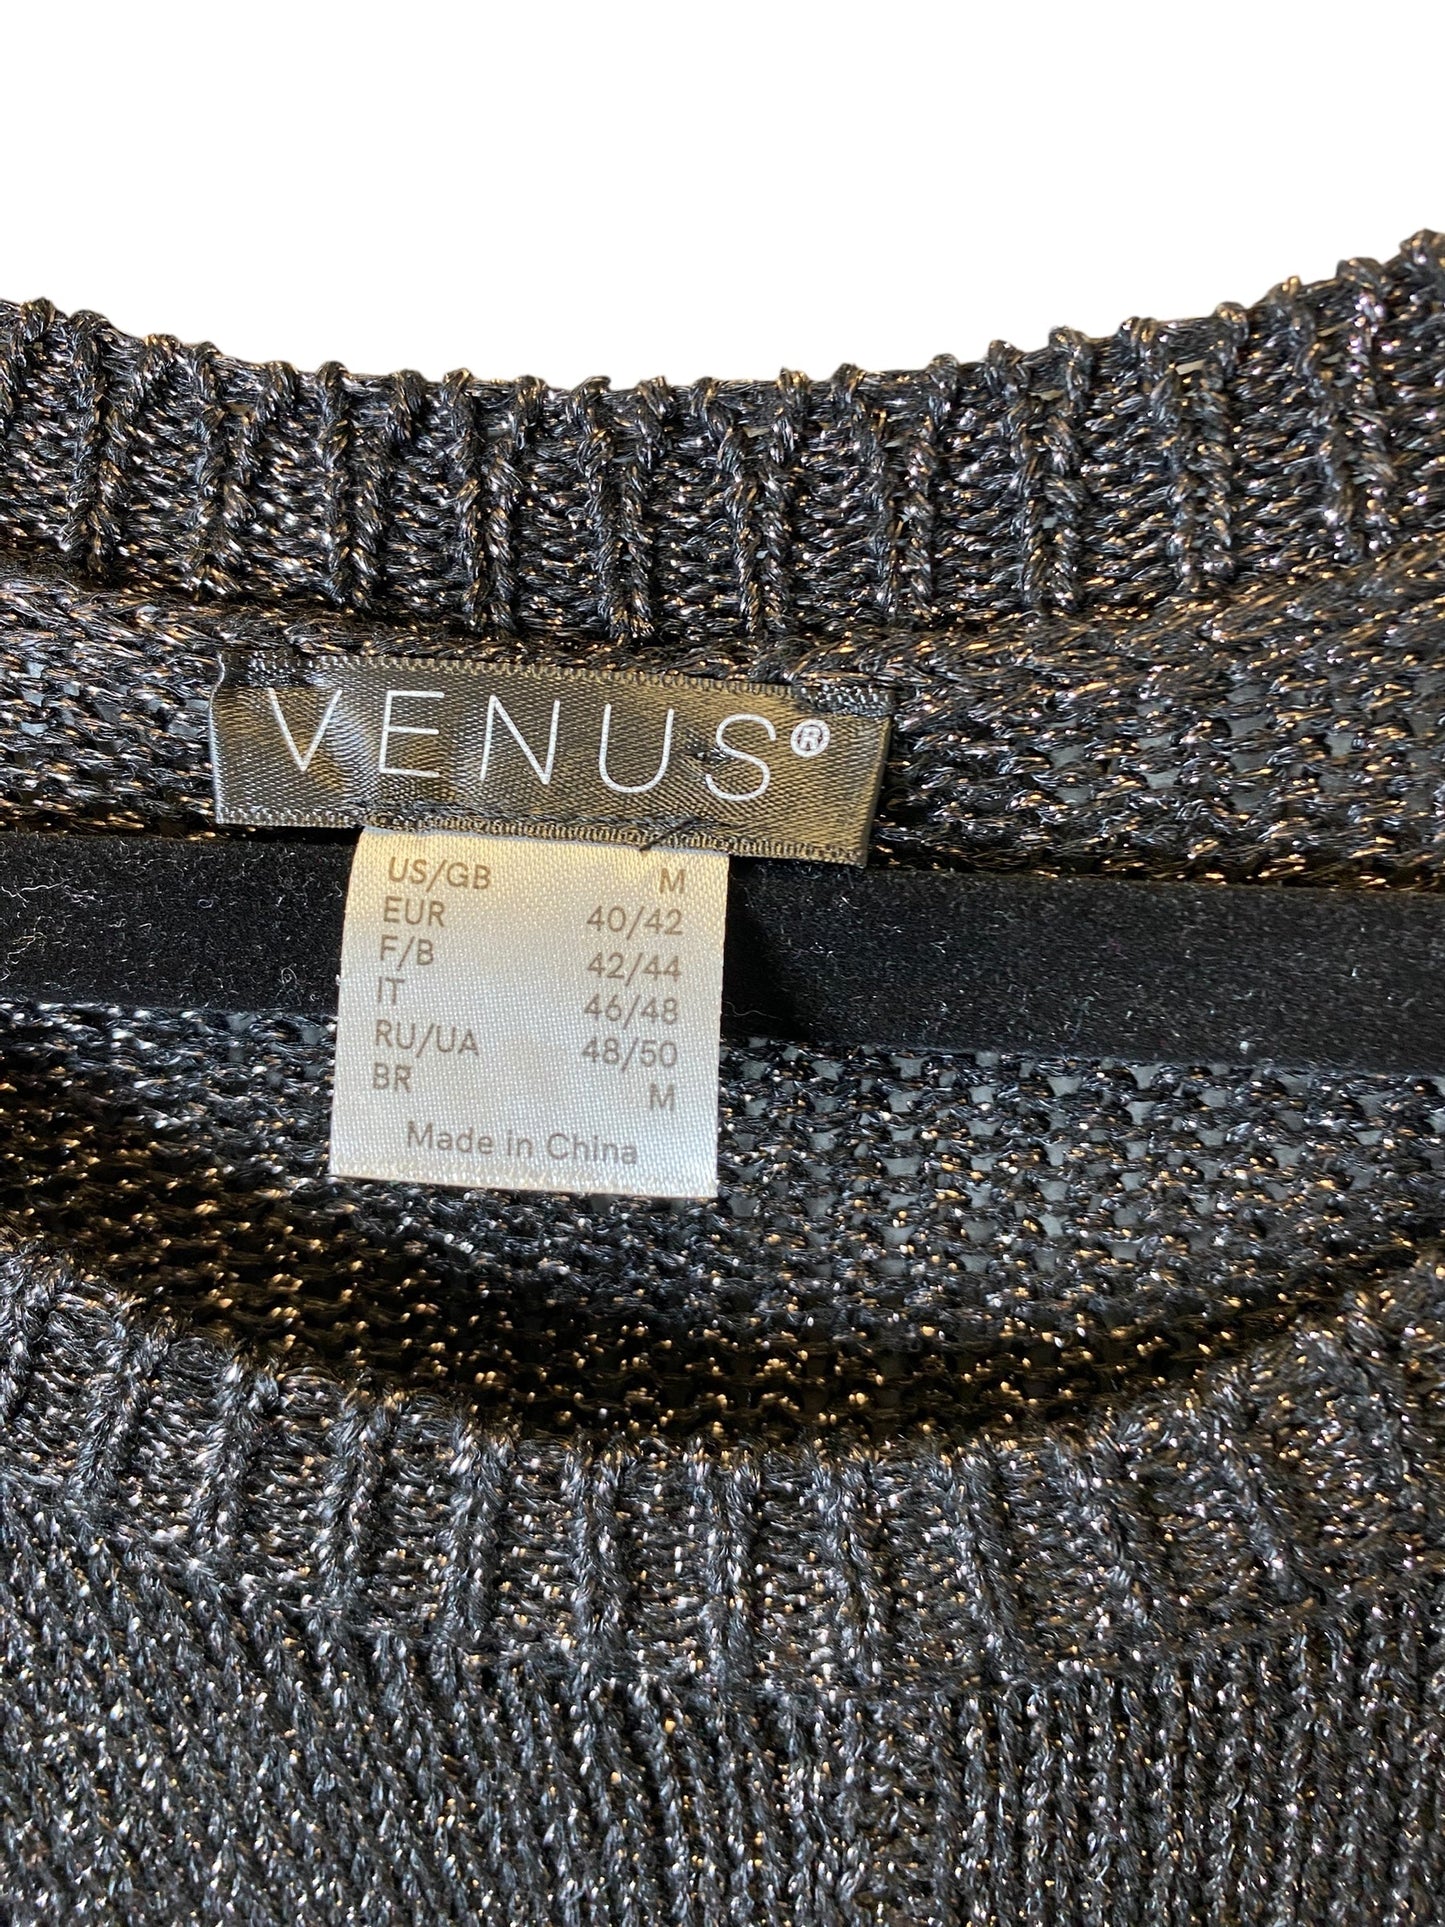 VENUS®
US/GB M
EUR 40/42
F/B 42/44
IT 46/48
RU/UA 48/50
BR M
Made in China